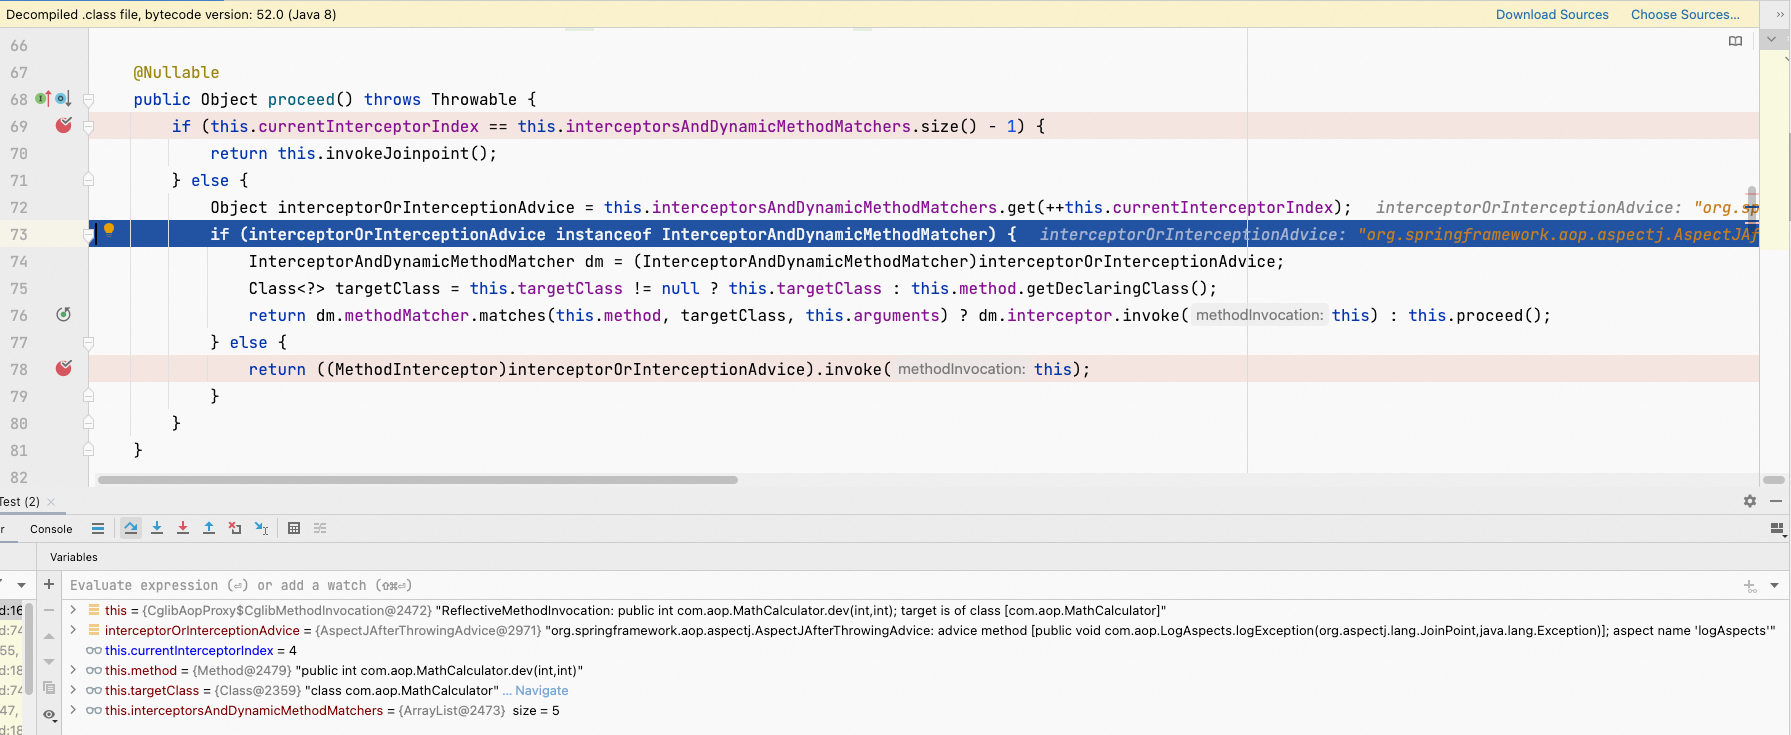 Decompiled .class file, bytecode version: 52.0 (Java 8) Download Sources Choose Sources...
66
67 @Nullable
68 public Object proceed() throws Throwable {
69 if (this.currentInterceptorIndex == this.interceptorsAndDynamicMethodMatchers.size() - 1) {
70 return this.invokeJoinpoint();
71 } else {
72 Object interceptorOrInterceptionAdvice = this.interceptorsAndDynamicMethodMatchers.get(++this.currentInterceptorIndex); interceptorOrInterceptionAdvice: "org.sp
73 if (interceptorOrInterceptionAdvice instanceof InterceptorAndDynamicMethodMatcher) { interceptorOrInterceptionAdvice: "org.springframework.aop.aspectj.AspectJAf
74 InterceptorAndDynamicMethodMatcher dm = (InterceptorAndDynamicMethodMatcher)interceptorOrInterceptionAdvice;
75 Class<?> targetClass = this.targetClass != null ? this.targetClass : this.method.getDeclaringClass();
76 return dm.methodMatcher.matches(this.method, targetClass, this.arguments) ? dm.interceptor.invoke( methodInvocation: this) : this.proceed();
77 } else {
78 return ((MethodInterceptor)interceptorOrInterceptionAdvice).invoke( methodInvocation: this);
79 }
80 }
81 }
82
Test (2)
r Console
Variables
Evaluate expression (⏎) or add a watch (⇧⌘⏎)
d:16 this = {CglibAopProxy$CglibMethodInvocation@2472} "ReflectiveMethodInvocation: public int com.aop.MathCalculator.dev(int,int); target is of class [com.aop.MathCalculator]"
d:74 interceptorOrInterceptionAdvice = {AspectJAfterThrowingAdvice@2971} "org.springframework.aop.aspectj.AspectJAfterThrowingAdvice: advice method [public void com.aop.LogAspects.logException(org.aspectj.lang.JoinPoint,java.lang.Exception)]; aspect name 'logAspects'"
55, this.currentInterceptorIndex = 4
d:18 this.method = {Method@2479} "public int com.aop.MathCalculator.dev(int,int)"
d:74 this.targetClass = {Class@2359} "class com.aop.MathCalculator" ... Navigate
47, this.interceptorsAndDynamicMethodMatchers = {ArrayList@2473} size = 5
d:18